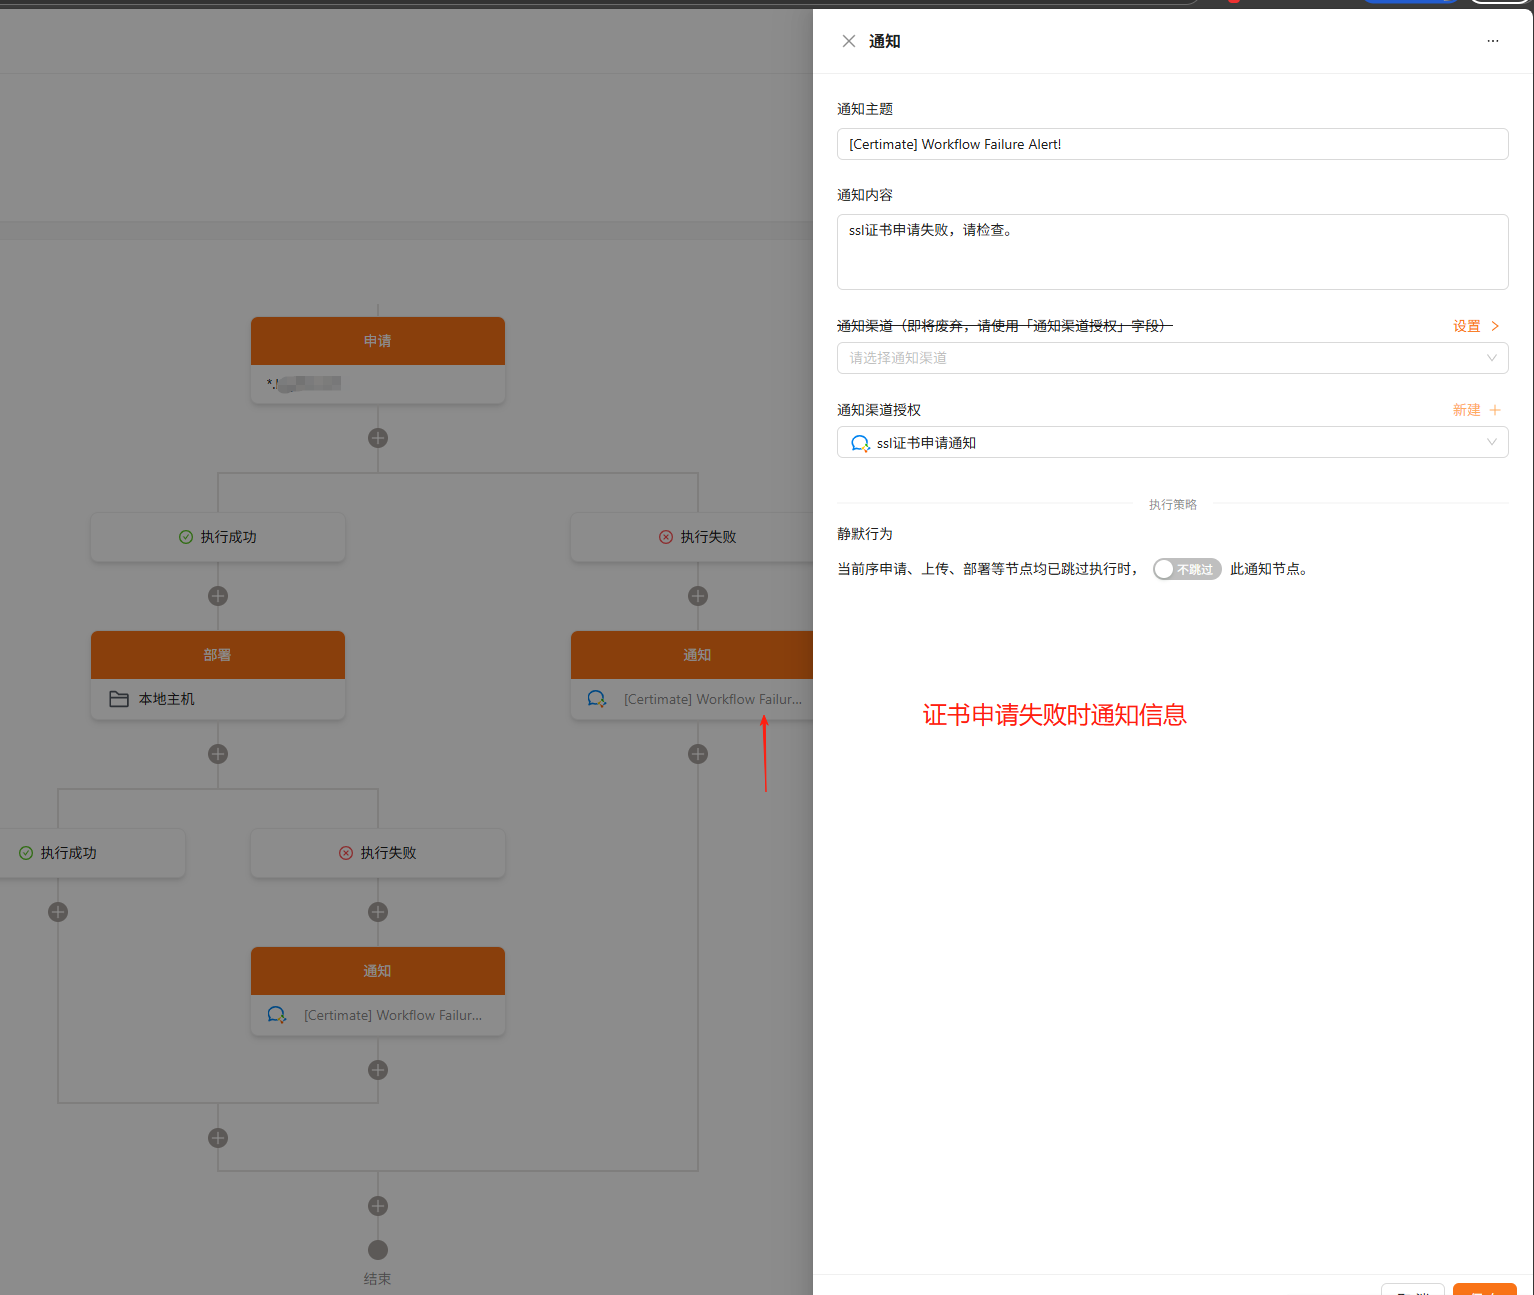 通知
···
通知主题
[Certimate] Workflow Failure Alert!
通知内容
ssl证书申请失败，请检查。
通知渠道（即将废弃，请使用「通知渠道授权」字段）
设置
请选择通知渠道
通知渠道授权
新建
ssl证书申请通知
执行策略
静默行为
当前序申请、上传、部署等节点均已跳过执行时，
不跳过
此通知节点。
证书申请失败时通知信息
申请
执行成功
执行失败
部署
本地主机
通知
[Certimate] Workflow Failur...
执行成功
执行失败
通知
[Certimate] Workflow Failur...
结束